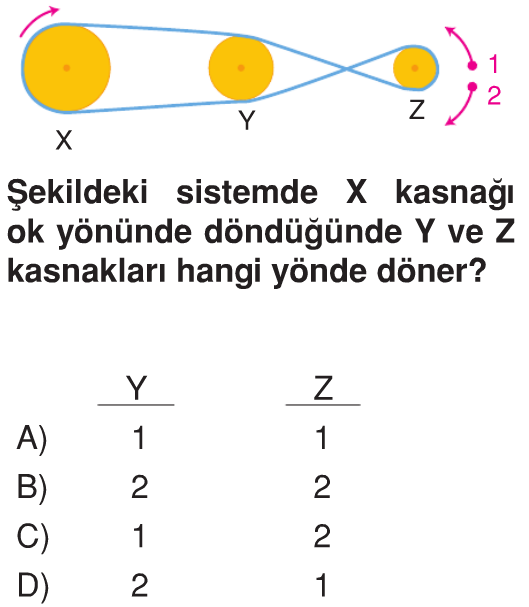 1
2
X
Y
Z
Şekildeki sistemde X kasnağı
ok yönünde döndüğünde Y ve Z
kasnakları hangi yönde döner?
Y Z
A) 1 1
B) 2 2
C) 1 2
D) 2 1